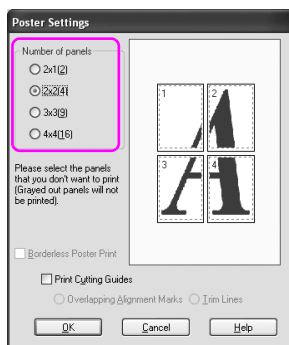 Poster Settings
Number of panels
2x1(2)
2x2(4)
3x3(9)
4x4(16)
Please select the panels
that you don't want to print
(Grayed out panels will not
be printed).
1 2
3 4
A
Borderless Poster Print
Print Cutting Guides
Overlapping Alignment Marks Trim Lines
OK Cancel Help